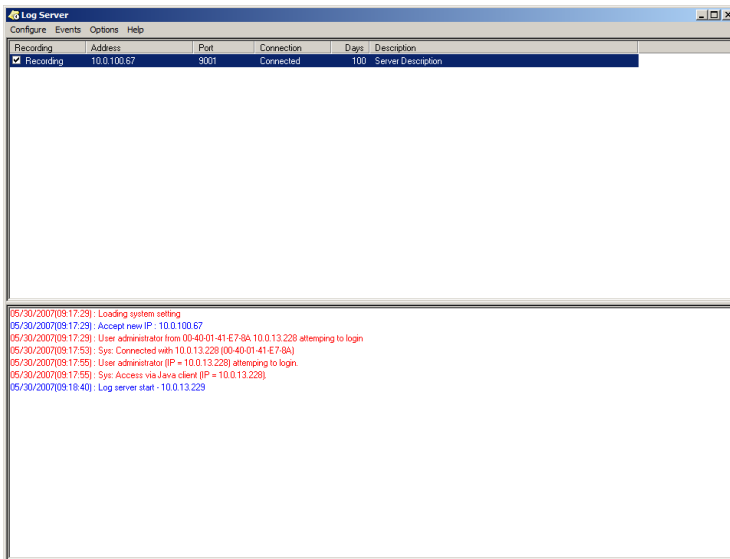 Log Server
Configure Events Options Help
Recording Address Port Connection Days Description
Recording 10.0.100.67 9001 Connected 100 Server Description
05/30/2007(09:17:29) : Loading system setting
05/30/2007(09:17:29) : Accept new IP : 10.0.100.67
05/30/2007(09:17:29) : User administrator from 00-40-01-41-E7-8A 10.0.13.228 attemping to login.
05/30/2007(09:17:53) : Sys: Connected with 10.0.13.228 (00-40-01-41-E7-8A)
05/30/2007(09:17:55) : User administrator (IP = 10.0.13.228) attemping to login.
05/30/2007(09:17:55) : Sys: Access via Java client (IP = 10.0.13.228).
05/30/2007(09:18:40) : Log server start - 10.0.13.229